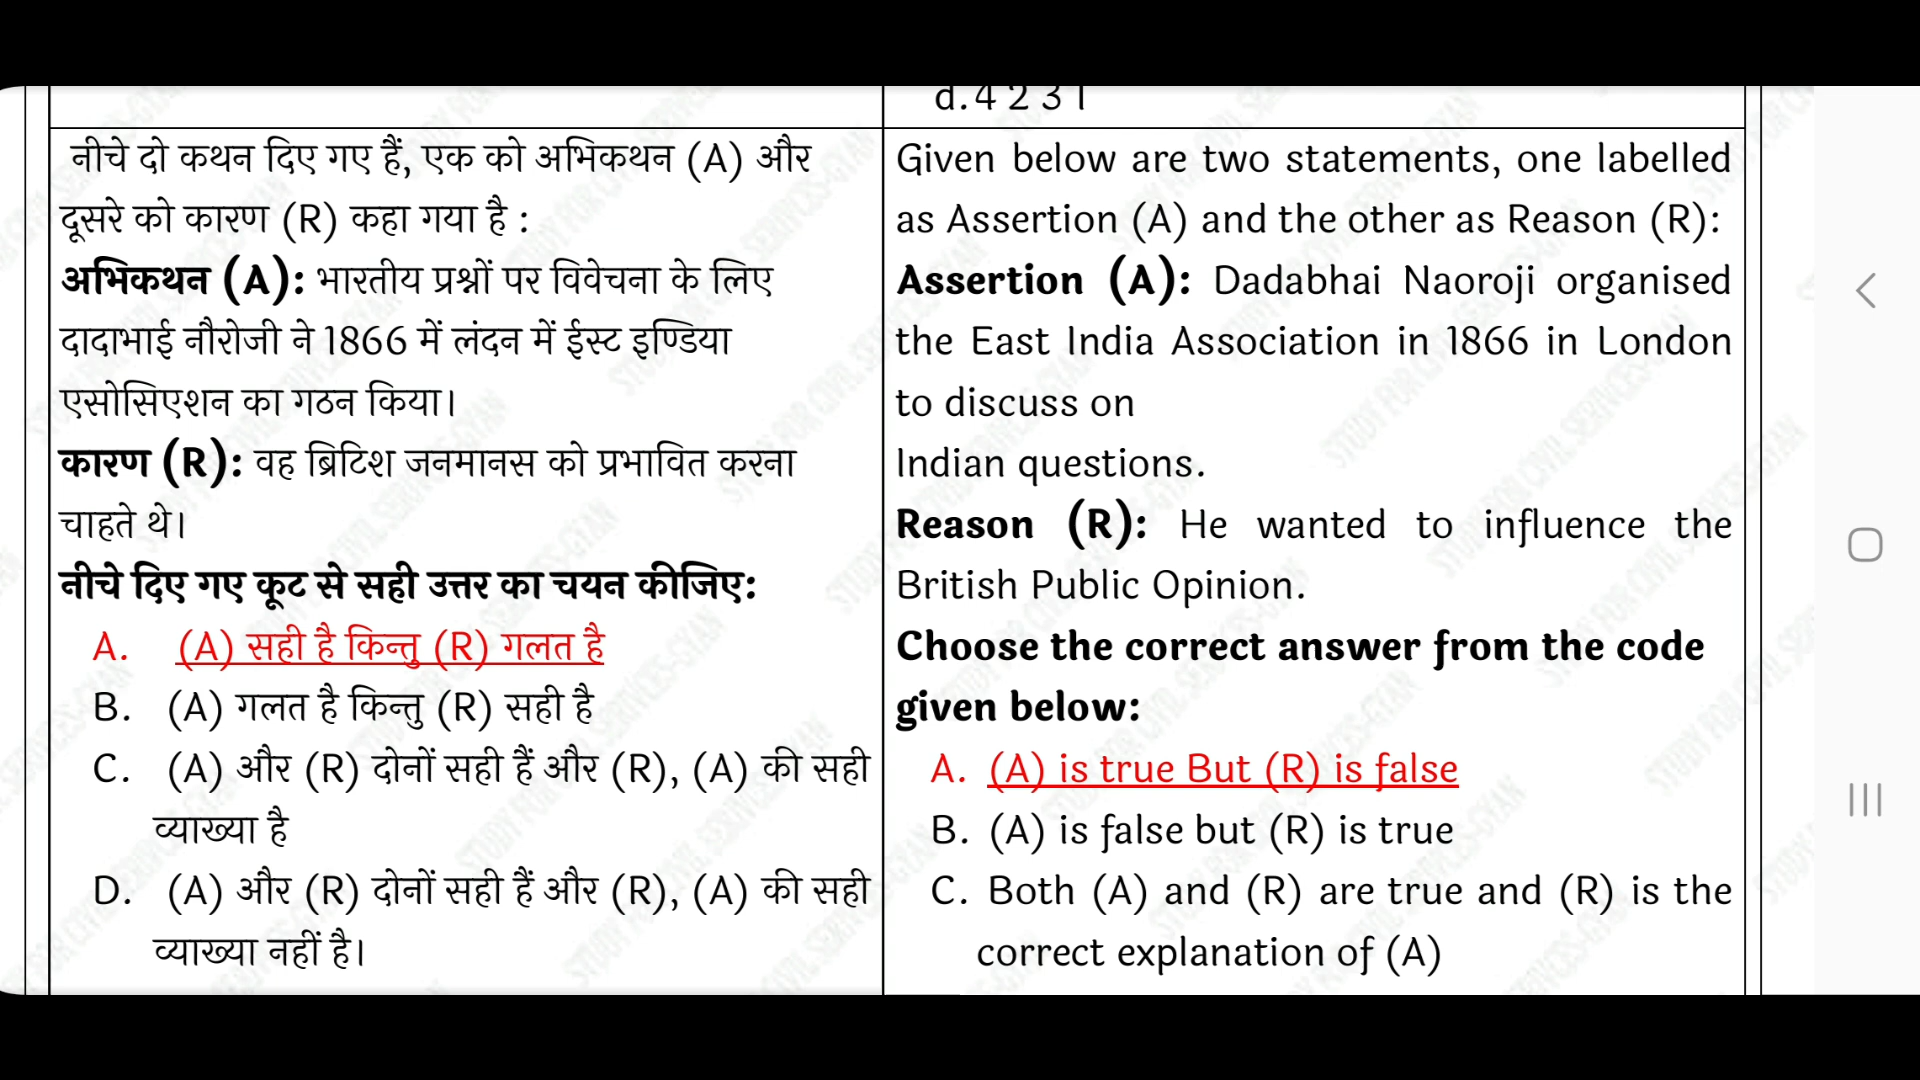 d. 4 2 3 1
नीचे दो कथन दिए गए हैं, एक को अभिकथन (A) और
दूसरे को कारण (R) कहा गया है :
अभिकथन (A): भारतीय प्रश्नों पर विवेचना के लिए
दादाभाई नौरोजी ने 1866 में लंदन में ईस्ट इण्डिया
एसोसिएशन का गठन किया।
कारण (R): वह ब्रिटिश जनमानस को प्रभावित करना
चाहते थे।
नीचे दिए गए कूट से सही उत्तर का चयन कीजिए:
A. (A) सही है किन्तु (R) गलत है
B. (A) गलत है किन्तु (R) सही है
C. (A) और (R) दोनों सही हैं और (R), (A) की सही
व्याख्या है
D. (A) और (R) दोनों सही हैं और (R), (A) की सही
व्याख्या नहीं है।
Given below are two statements, one labelled
as Assertion (A) and the other as Reason (R):
Assertion (A): Dadabhai Naoroji organised
the East India Association in 1866 in London
to discuss on
Indian questions.
Reason (R): He wanted to influence the
British Public Opinion.
Choose the correct answer from the code
given below:
A. (A) is true But (R) is false
B. (A) is false but (R) is true
C. Both (A) and (R) are true and (R) is the
correct explanation of (A)
STUDY FOR CIVIL SERVICES-GYAN